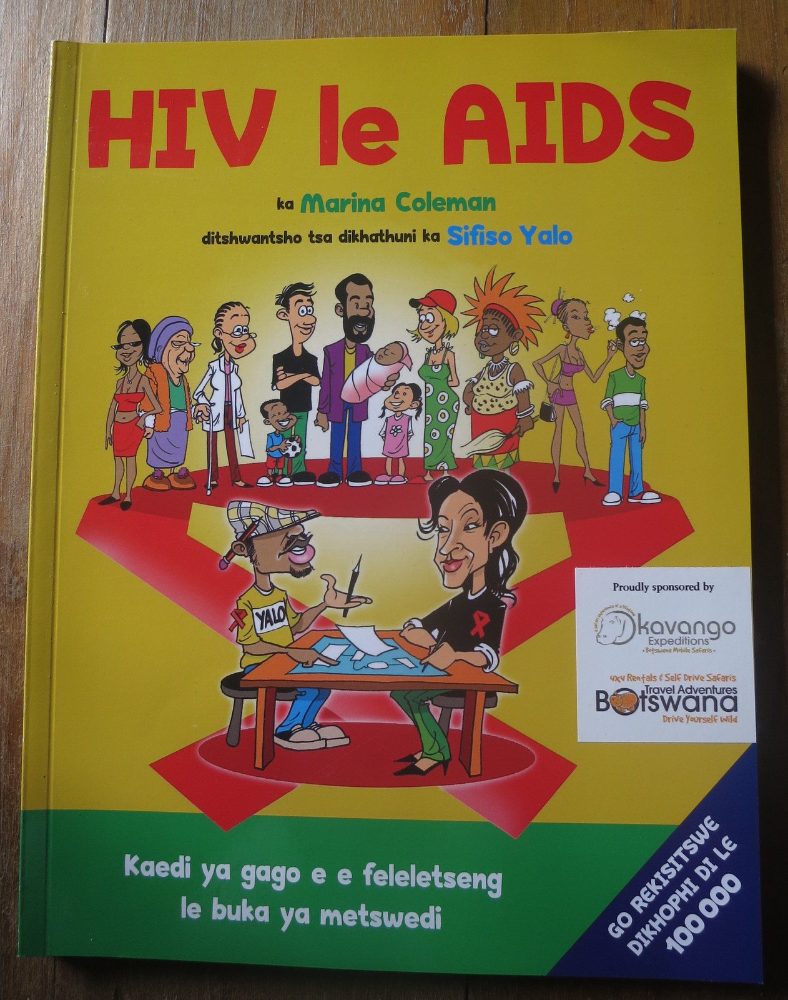 HIV le AIDS
ka Marina Coleman
ditshwantsho tsa dikhathuni ka Sifiso Yalo
YALO
Proudly sponsored by
Okavango
Expeditions
• Botswana Mobile Safaris •
4x4 Rentals & Self Drive Safaris
Travel Adventures
Botswana
Drive Yourself Wild
Kaedi ya gago e e feleletseng
le buka ya metswedi
GO REKISITSWE
DIKHOPHI DI LE
100 000